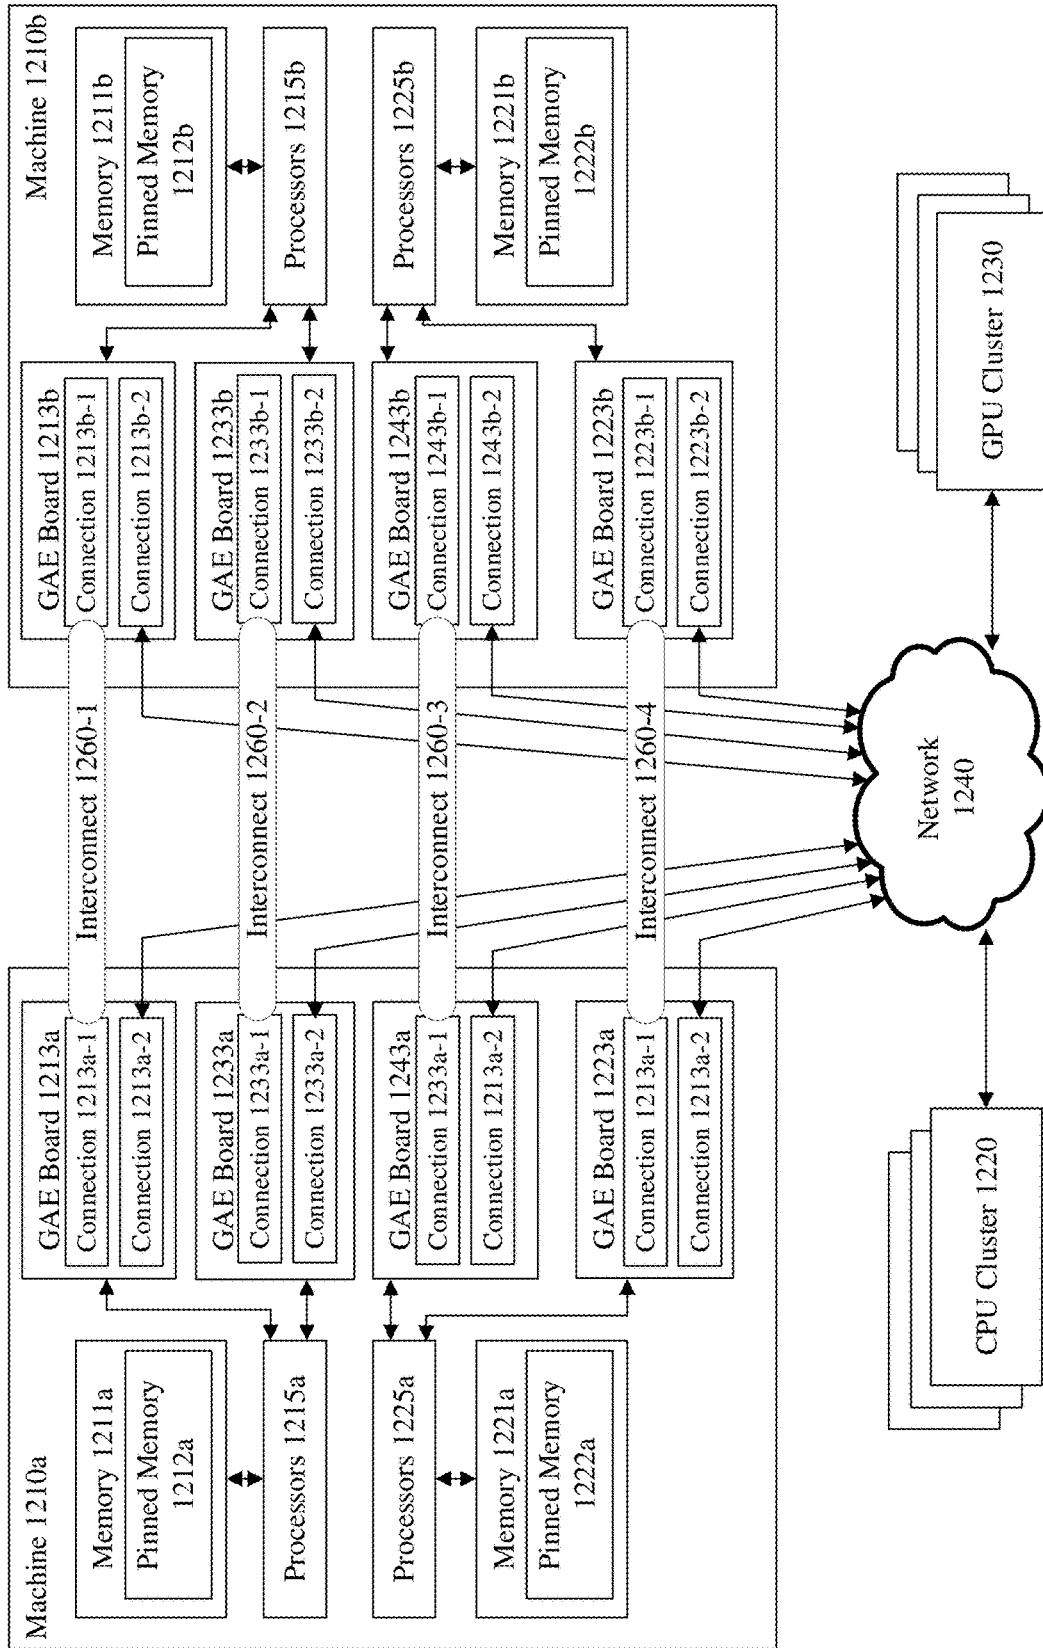 Machine 1210a
Memory 1211a
Pinned Memory
1212a
Processors 1215a
Processors 1225a
Memory 1221a
Pinned Memory
1222a
GAE Board 1213a
Connection 1213a-1
Connection 1213a-2
GAE Board 1233a
Connection 1233a-1
Connection 1233a-2
GAE Board 1243a
Connection 1233a-1
Connection 1213a-2
GAE Board 1223a
Connection 1213a-1
Connection 1213a-2
Interconnect 1260-1
Interconnect 1260-2
Interconnect 1260-3
Interconnect 1260-4
Machine 1210b
GAE Board 1213b
Connection 1213b-1
Connection 1213b-2
GAE Board 1233b
Connection 1233b-1
Connection 1233b-2
GAE Board 1243b
Connection 1243b-1
Connection 1243b-2
GAE Board 1223b
Connection 1223b-1
Connection 1223b-2
Memory 1211b
Pinned Memory
1212b
Processors 1215b
Processors 1225b
Memory 1221b
Pinned Memory
1222b
CPU Cluster 1220
Network
1240
GPU Cluster 1230